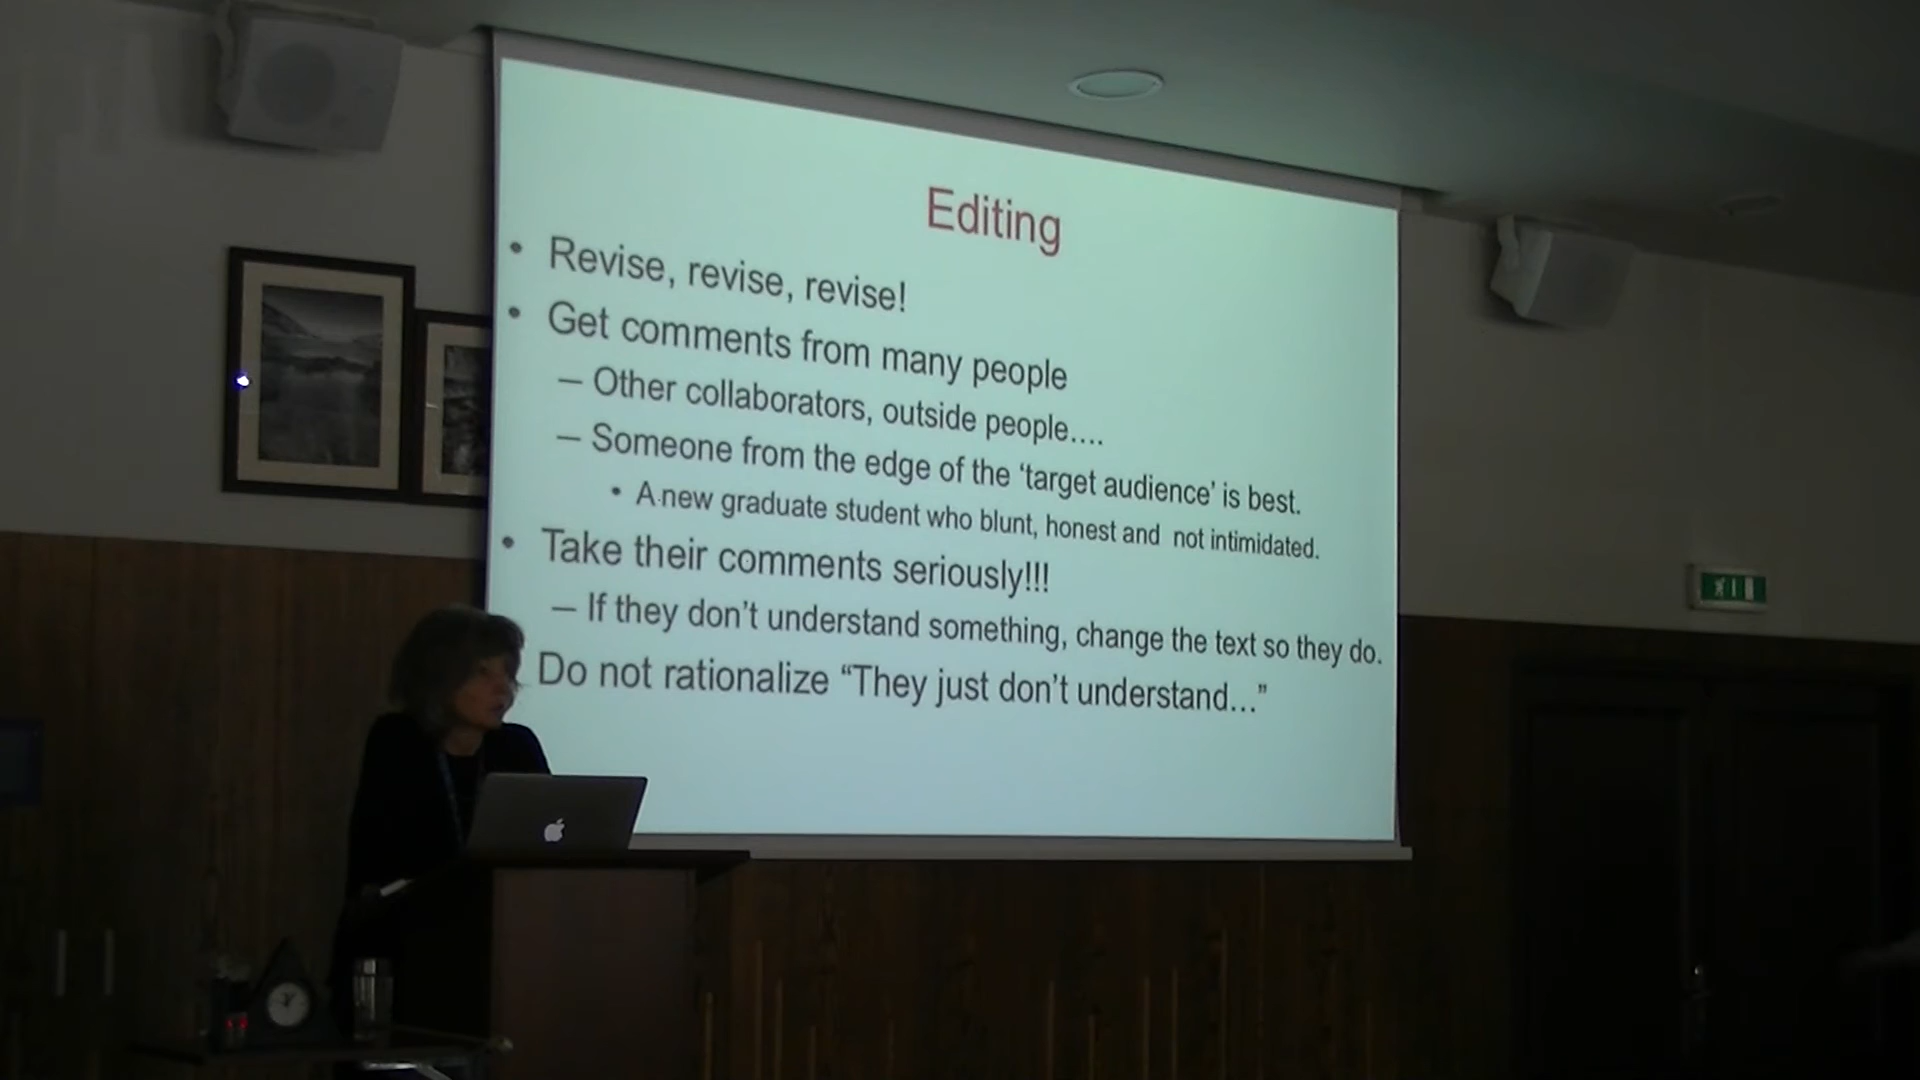 Editing
• Revise, revise, revise!
• Get comments from many people
– Other collaborators, outside people....
– Someone from the edge of the ‘target audience’ is best.
• A new graduate student who blunt, honest and not intimidated.
• Take their comments seriously!!!
– If they don’t understand something, change the text so they do.
Do not rationalize “They just don’t understand...”